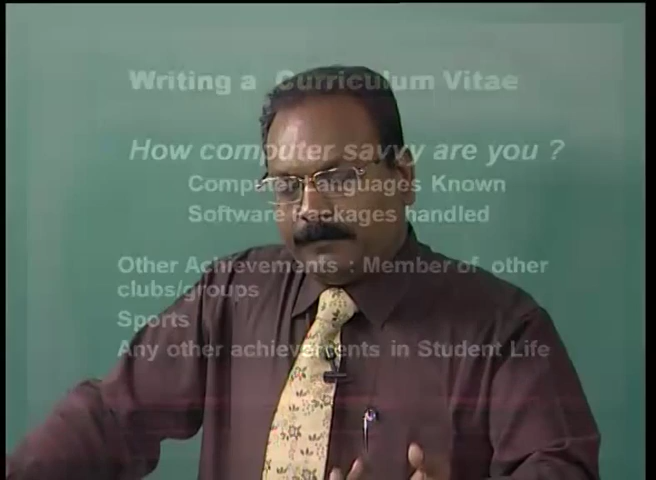 Writing a Curriculum Vitae
How computer savvy are you ?
Computer languages Known
Software packages handled
Other Achievements : Member of other
clubs/groups
Sports
Any other achievements in Student Life